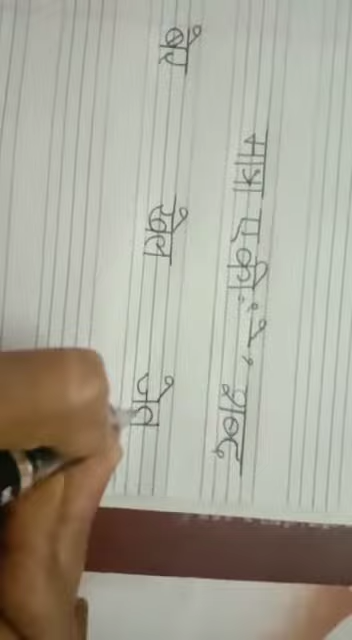 मात्रा ए की :- े , शब्द
बेर खेल जेब